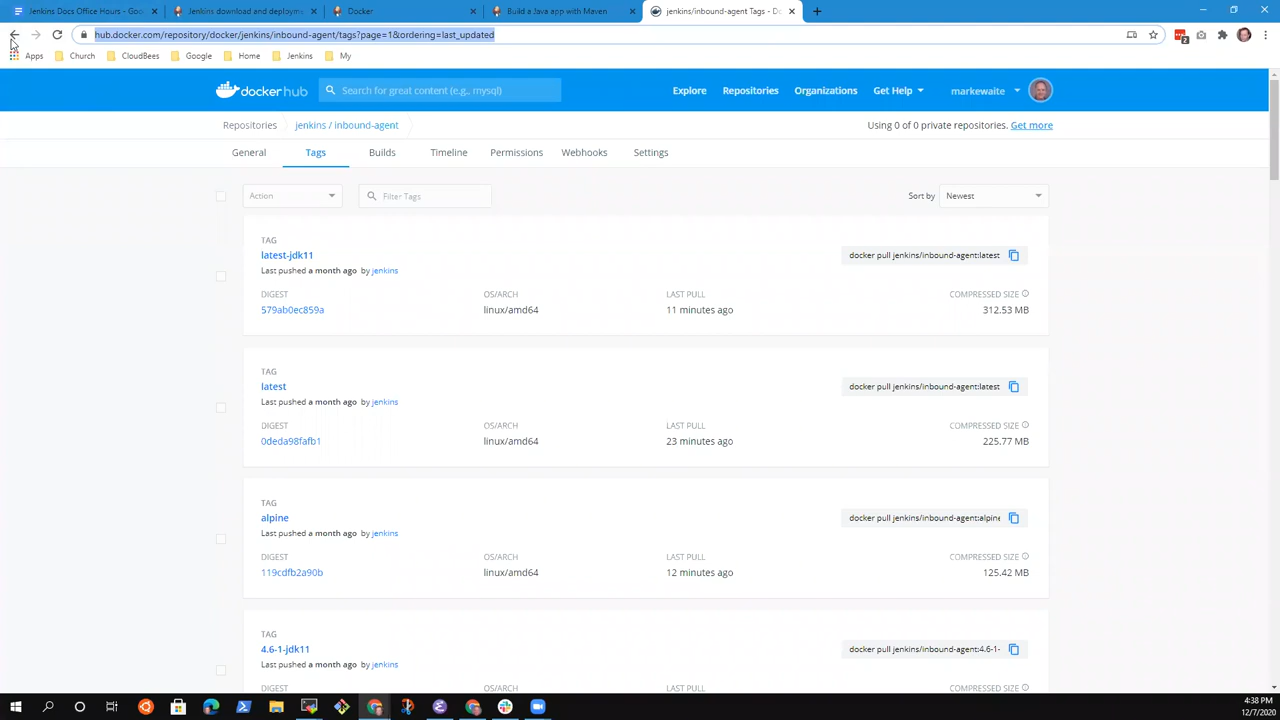 Jenkins Docs Office Hours - Goo
Jenkins download and deploymen
Docker
Build a Java app with Maven
jenkins/inbound-agent Tags - Do
hub.docker.com/repository/docker/jenkins/inbound-agent/tags?page=1&ordering=last_updated
Apps
Church
CloudBees
Google
Home
Jenkins
My
docker hub
Search for great content (e.g., mysql)
Explore
Repositories
Organizations
Get Help
markewaite
Repositories
jenkins / inbound-agent
Using 0 of 0 private repositories. Get more
General
Tags
Builds
Timeline
Permissions
Webhooks
Settings
Action
Filter Tags
Sort by
Newest
TAG
latest-jdk11
docker pull jenkins/inbound-agent:latest
Last pushed a month ago by jenkins
DIGEST
OS/ARCH
LAST PULL
COMPRESSED SIZE
579ab0ec859a
linux/amd64
11 minutes ago
312.53 MB
TAG
latest
docker pull jenkins/inbound-agent:latest
Last pushed a month ago by jenkins
DIGEST
OS/ARCH
LAST PULL
COMPRESSED SIZE
0deda98fafb1
linux/amd64
23 minutes ago
225.77 MB
TAG
alpine
docker pull jenkins/inbound-agent:alpine
Last pushed a month ago by jenkins
DIGEST
OS/ARCH
LAST PULL
COMPRESSED SIZE
119cdfb2a90b
linux/amd64
12 minutes ago
125.42 MB
TAG
4.6-1-jdk11
docker pull jenkins/inbound-agent:4.6-1-
Last pushed a month ago by jenkins
DIGEST
OS/ARCH
LAST PULL
COMPRESSED SIZE
4:38 PM
12/7/2020